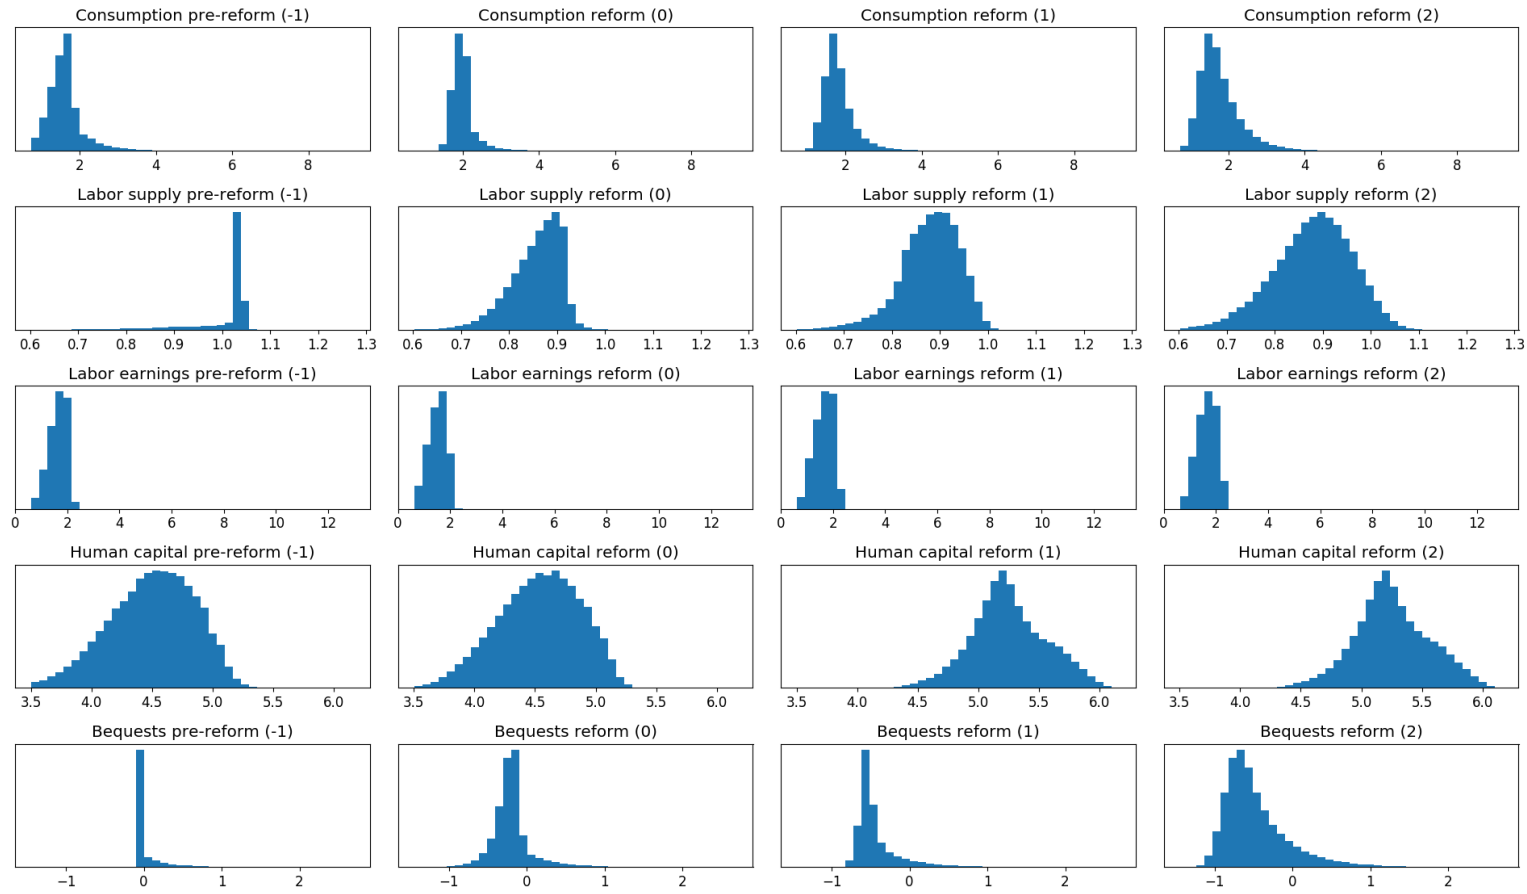 Consumption pre-reform (-1) Consumption reform (0) Consumption reform (1) Consumption reform (2)
2 4 6 8 2 4 6 8 2 4 6 8 2 4 6 8
Labor supply pre-reform (-1) Labor supply reform (0) Labor supply reform (1) Labor supply reform (2)
0.6 0.7 0.8 0.9 1.0 1.1 1.2 1.3 0.6 0.7 0.8 0.9 1.0 1.1 1.2 1.3 0.6 0.7 0.8 0.9 1.0 1.1 1.2 1.3 0.6 0.7 0.8 0.9 1.0 1.1 1.2 1.3
Labor earnings pre-reform (-1) Labor earnings reform (0) Labor earnings reform (1) Labor earnings reform (2)
0 2 4 6 8 10 12 0 2 4 6 8 10 12 0 2 4 6 8 10 12 0 2 4 6 8 10 12
Human capital pre-reform (-1) Human capital reform (0) Human capital reform (1) Human capital reform (2)
3.5 4.0 4.5 5.0 5.5 6.0 3.5 4.0 4.5 5.0 5.5 6.0 3.5 4.0 4.5 5.0 5.5 6.0 3.5 4.0 4.5 5.0 5.5 6.0
Bequests pre-reform (-1) Bequests reform (0) Bequests reform (1) Bequests reform (2)
−1 0 1 2 −1 0 1 2 −1 0 1 2 −1 0 1 2